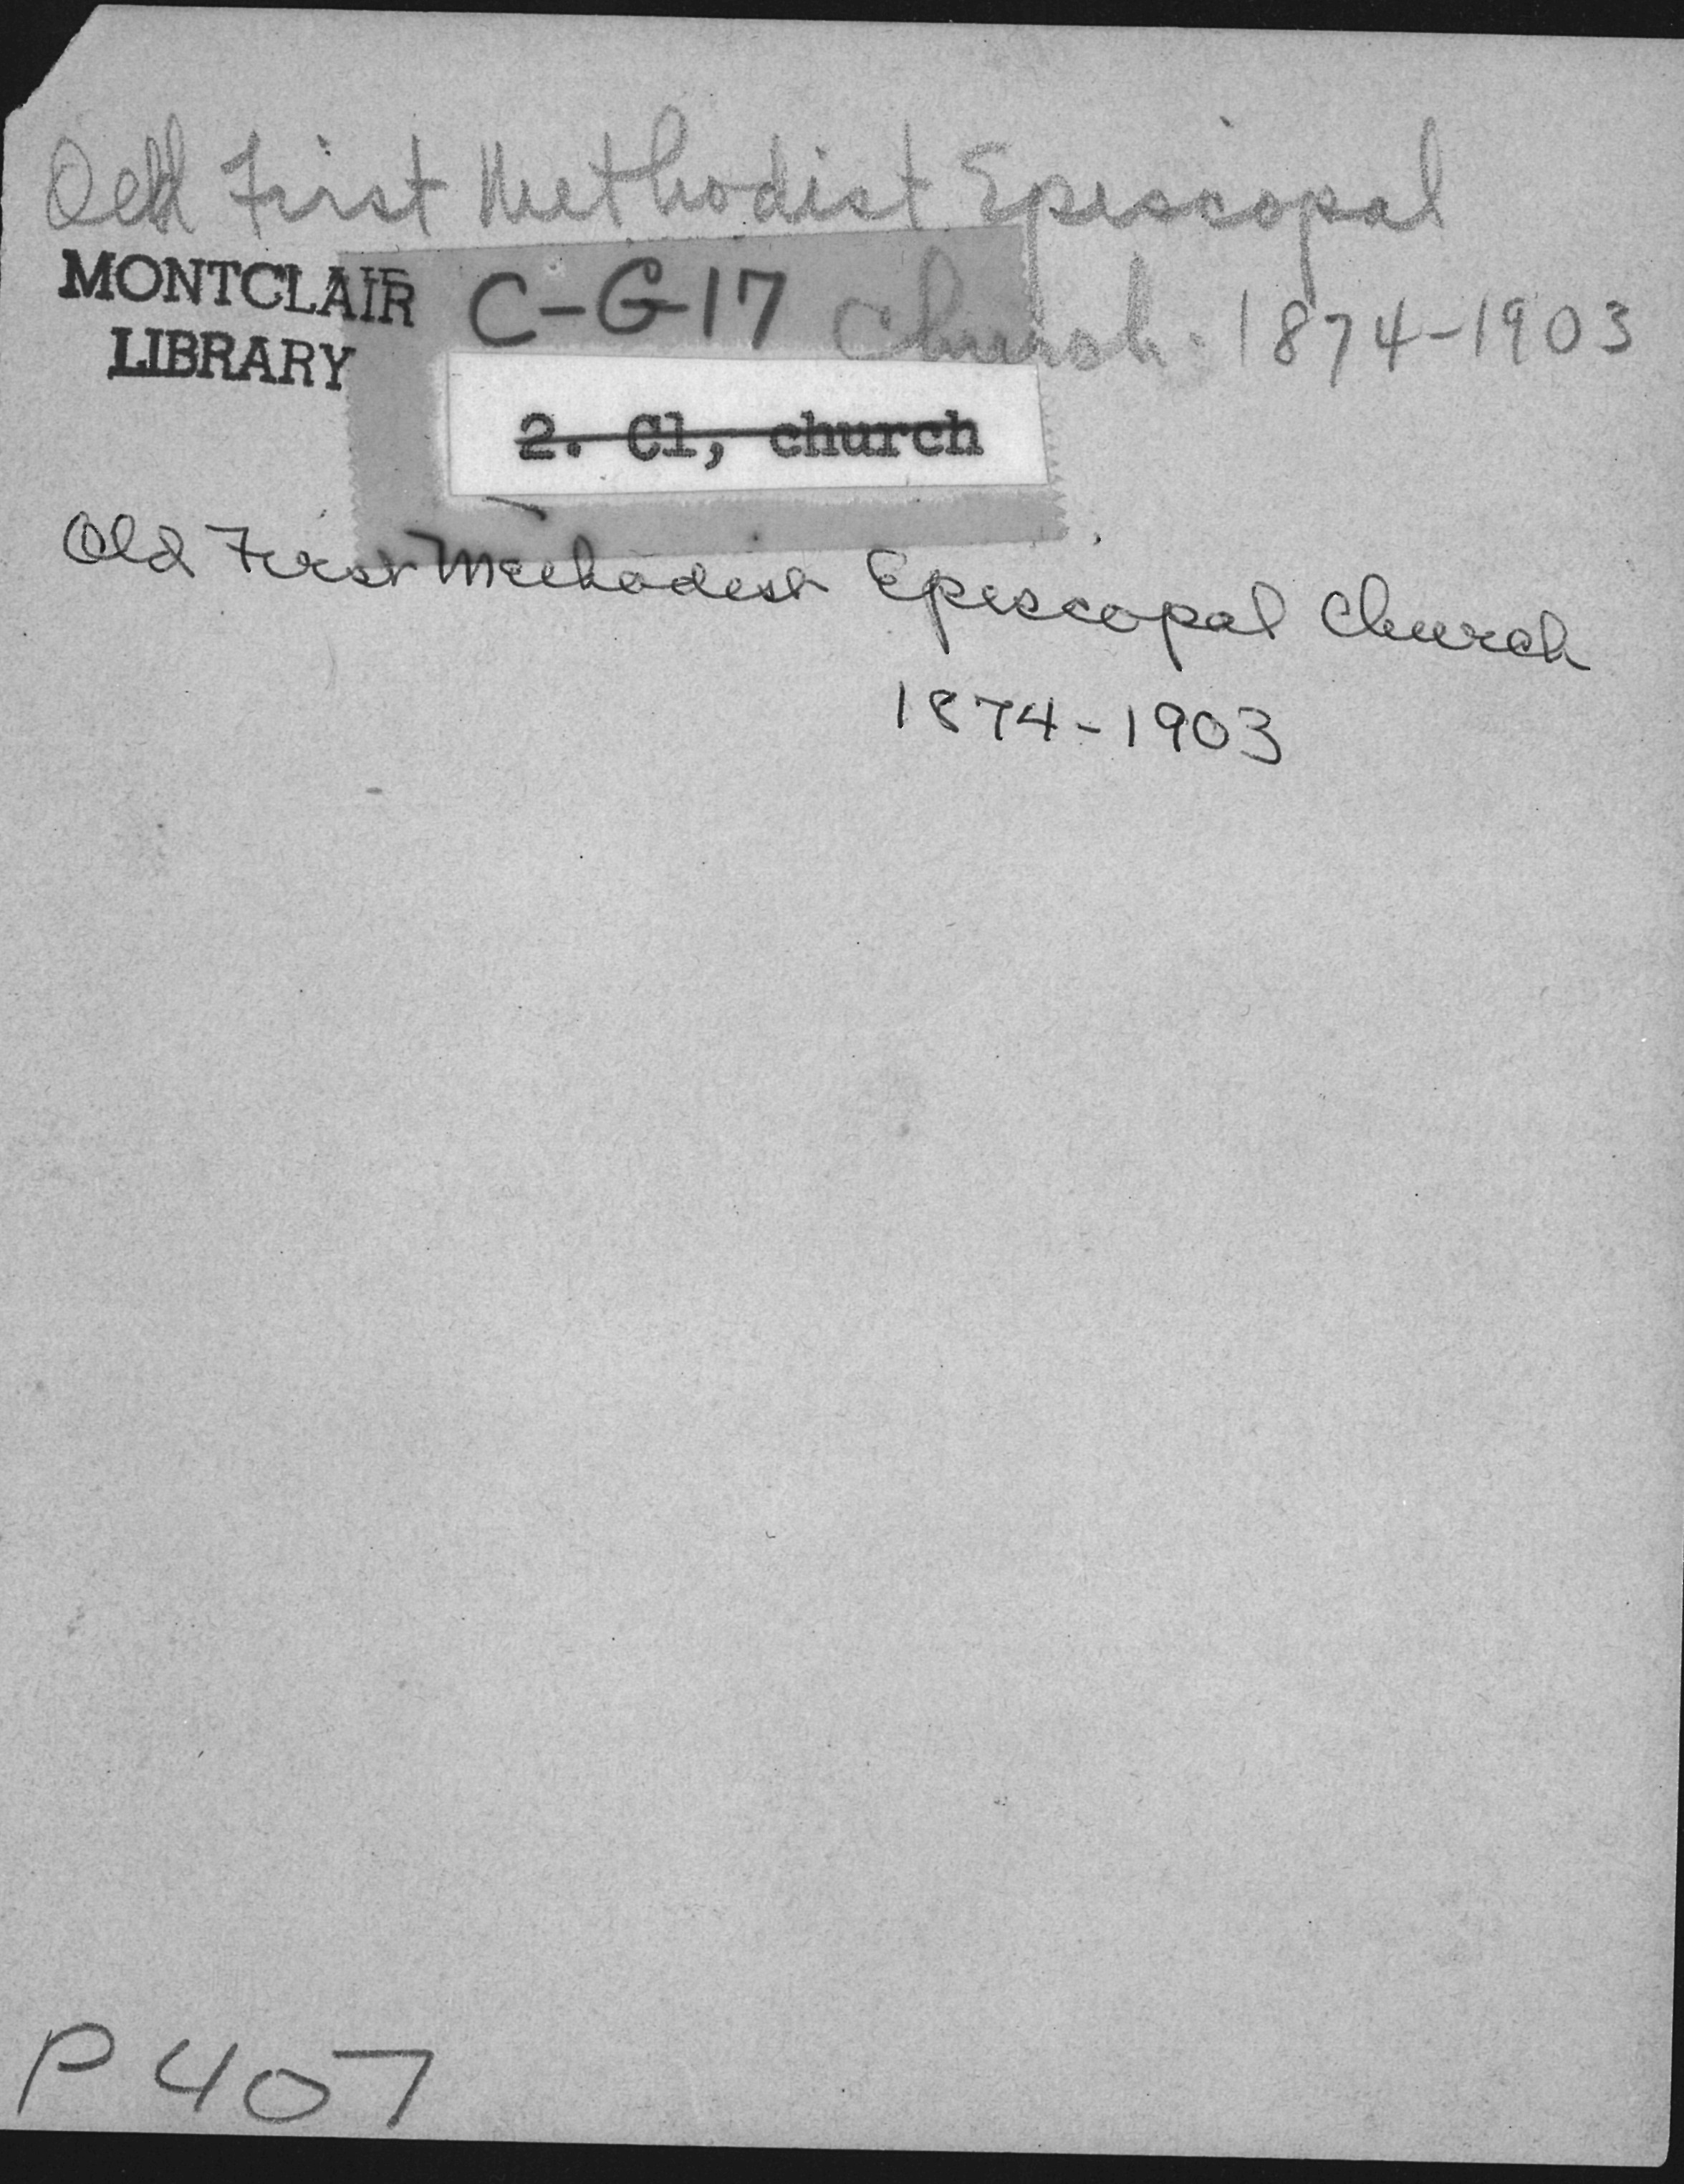 Old First Methodist Episcopal
Church. 1874-1903
MONTCLAIR
LIBRARY
C-G-17
2. Cl, church
Old First Methodist Episcopal Church
1874-1903
P 407